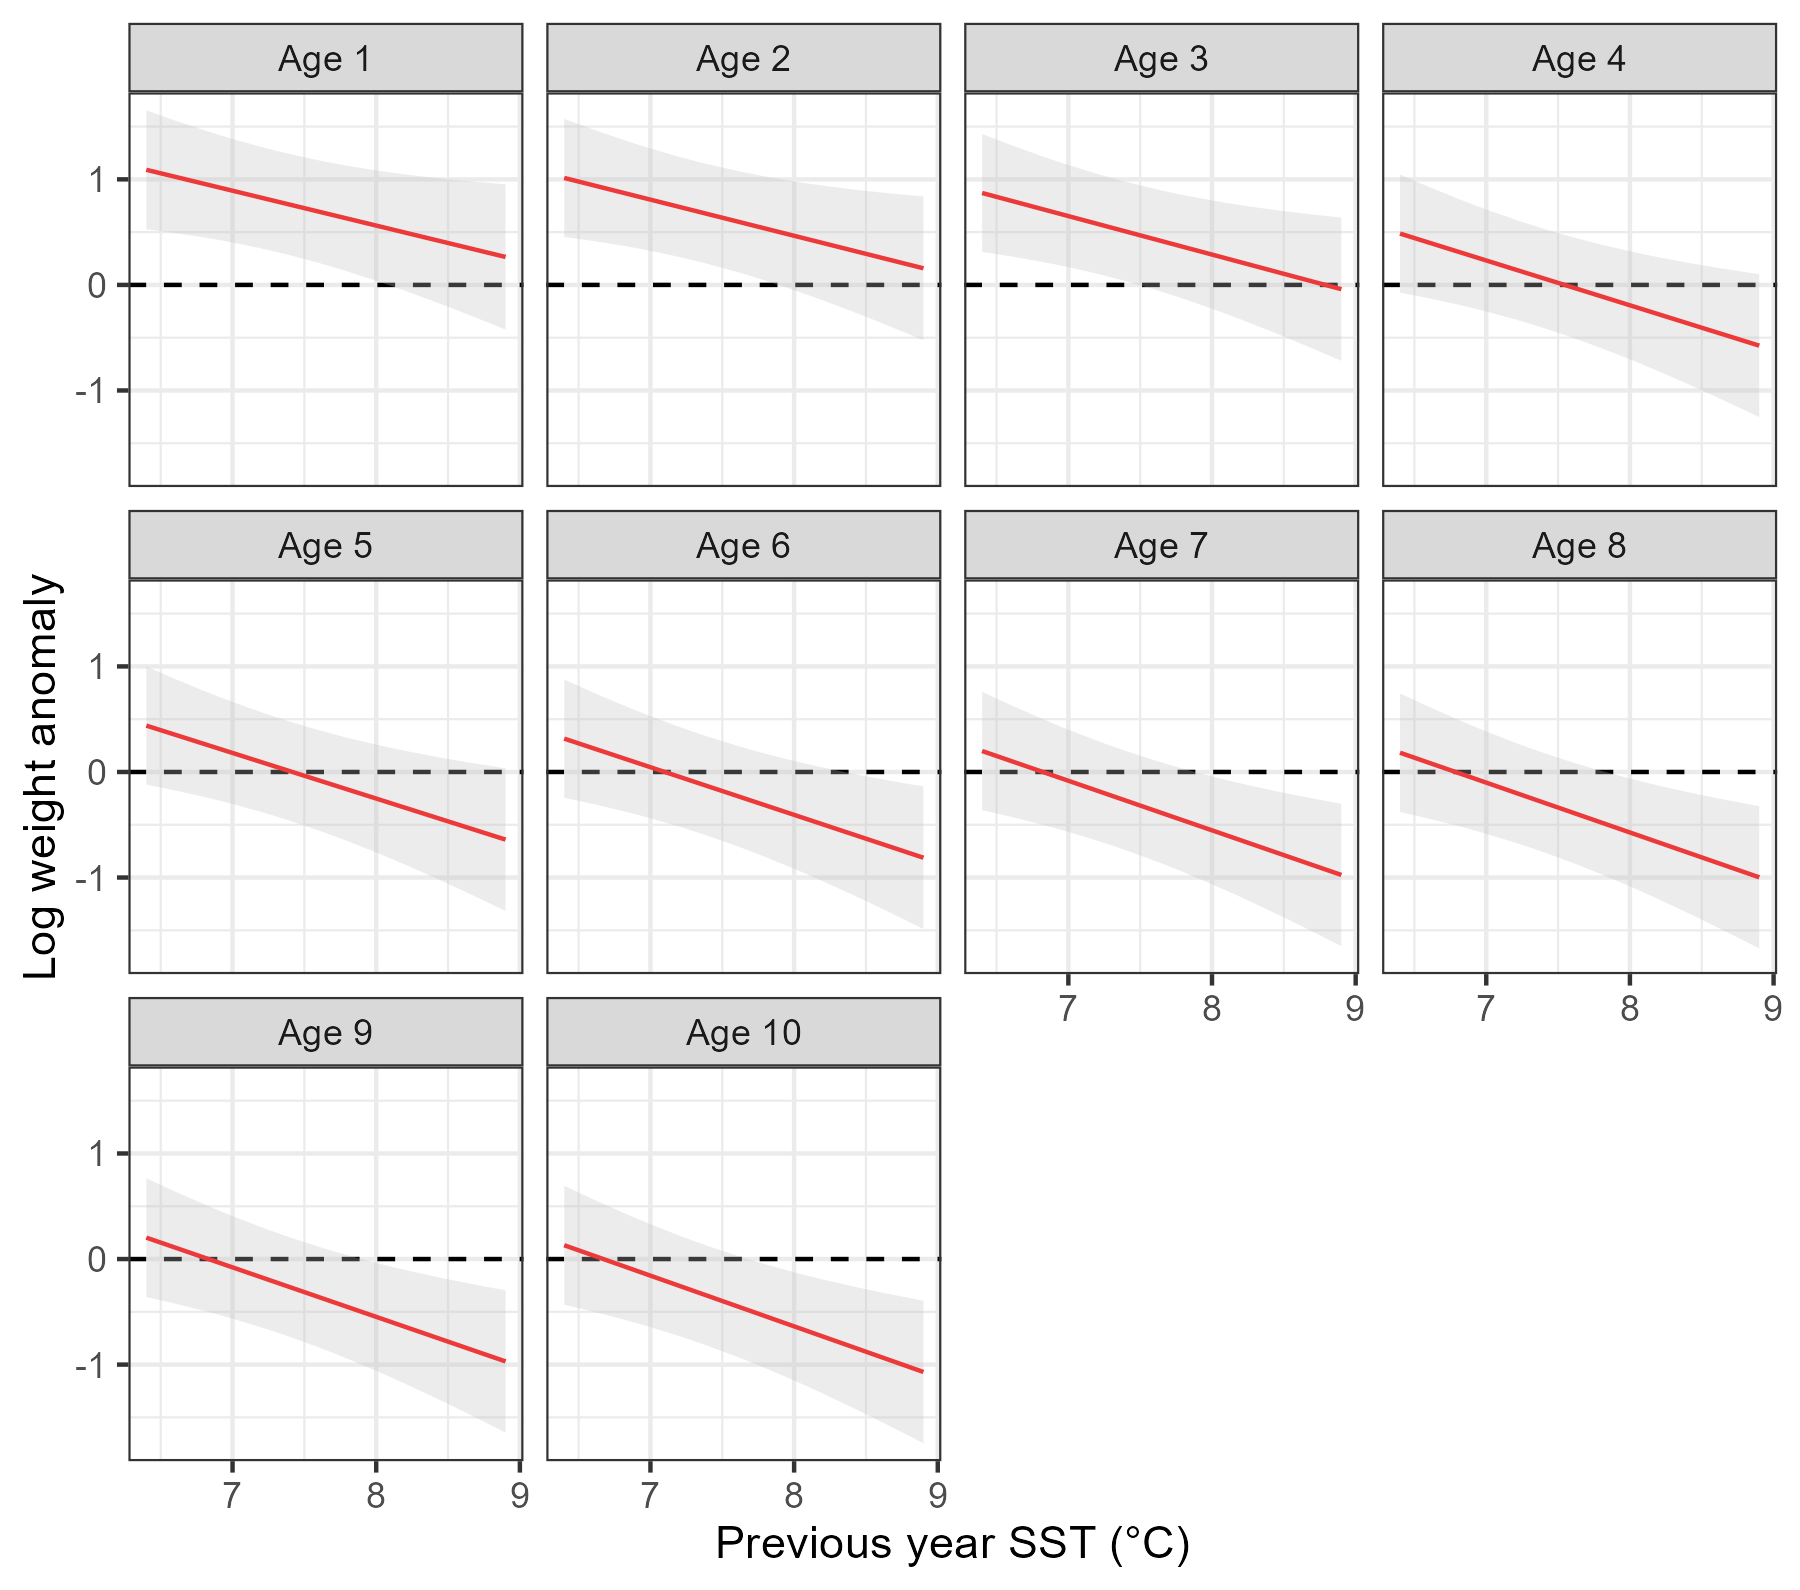 Age 1
Age 2
Age 3
Age 4
1
0
-1
Age 5
Age 6
Age 7
Age 8
1
0
-1
7 8 9
7 8 9
Age 9
Age 10
1
0
-1
7 8 9
7 8 9
Log weight anomaly
Previous year SST (°C)